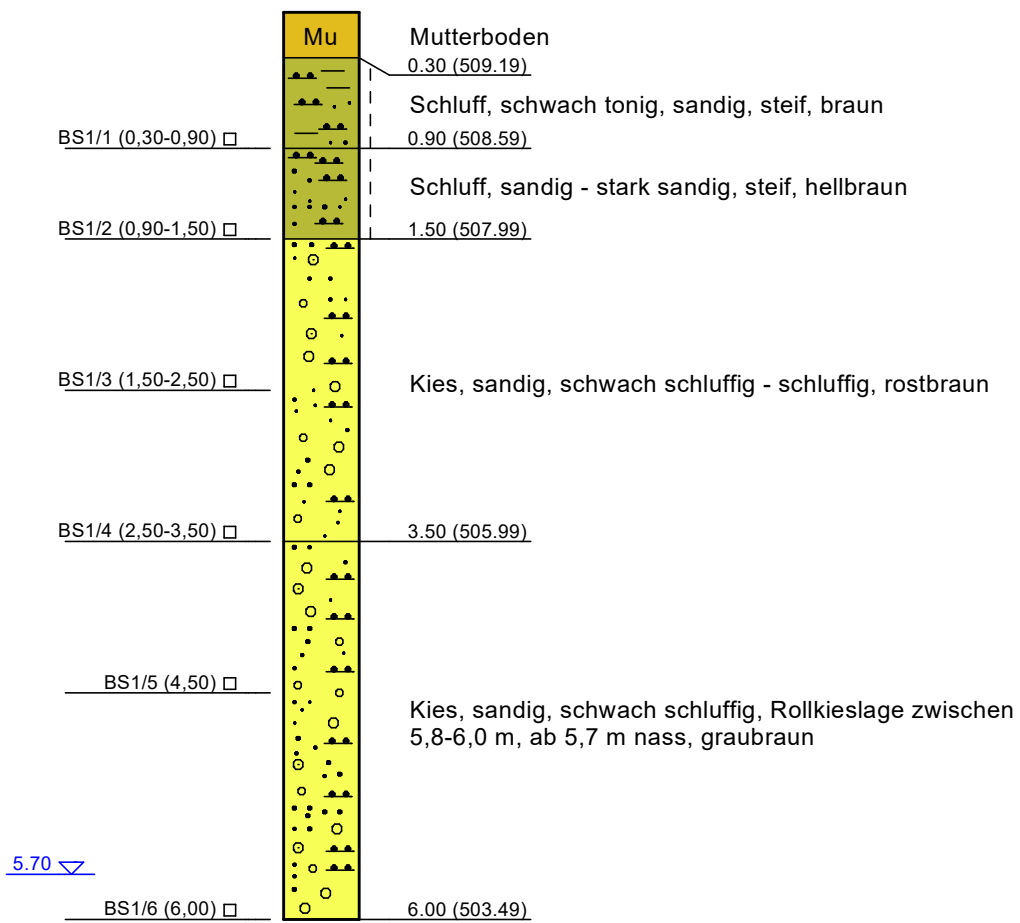 Mu
Mutterboden
0.30 (509.19)
Schluff, schwach tonig, sandig, steif, braun
BS1/1 (0,30-0,90)
0.90 (508.59)
Schluff, sandig - stark sandig, steif, hellbraun
BS1/2 (0,90-1,50)
1.50 (507.99)
BS1/3 (1,50-2,50)
Kies, sandig, schwach schluffig - schluffig, rostbraun
BS1/4 (2,50-3,50)
3.50 (505.99)
BS1/5 (4,50)
Kies, sandig, schwach schluffig, Rollkieslage zwischen
5,8-6,0 m, ab 5,7 m nass, graubraun
5.70
BS1/6 (6,00)
6.00 (503.49)